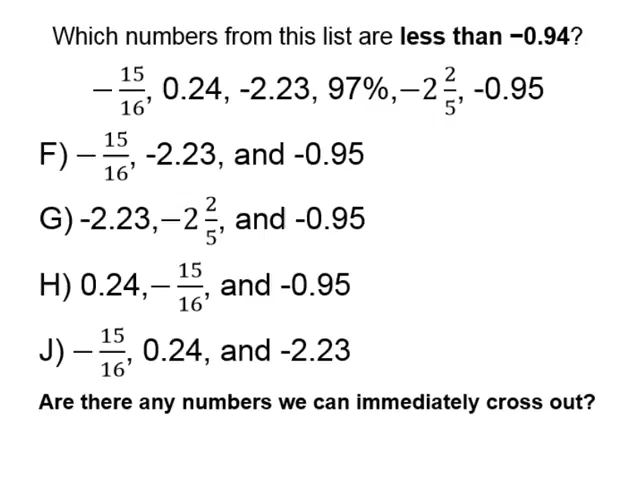 Which numbers from this list are less than −0.94?
−15/16, 0.24, -2.23, 97%,−2 2/5, -0.95
F) −15/16, -2.23, and -0.95
G) -2.23,−2 2/5, and -0.95
H) 0.24,−15/16, and -0.95
J) −15/16, 0.24, and -2.23
Are there any numbers we can immediately cross out?